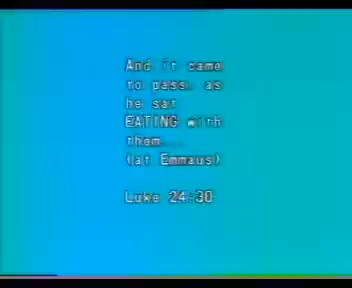 And it came
to pass, as
he sat
EATING with
them...
(at Emmaus)
Luke 24:30